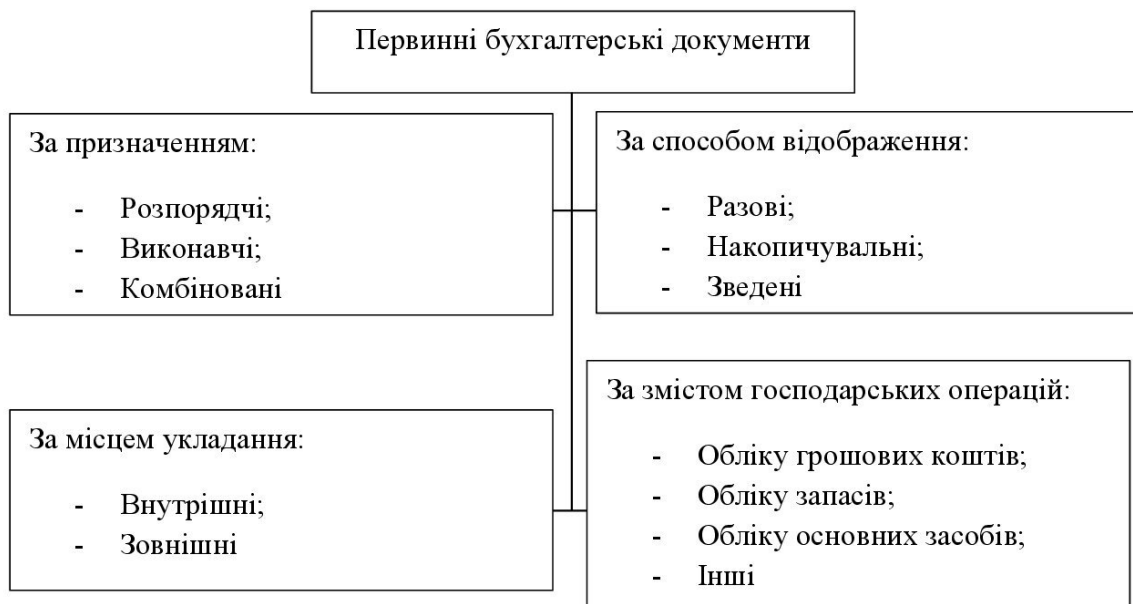 Первинні бухгалтерські документи
За призначенням:
- Розпорядчі;
- Виконавчі;
- Комбіновані
За способом відображення:
- Разові;
- Накопичувальні;
- Зведені
За місцем укладання:
- Внутрішні;
- Зовнішні
За змістом господарських операцій:
- Обліку грошових коштів;
- Обліку запасів;
- Обліку основних засобів;
- Інші